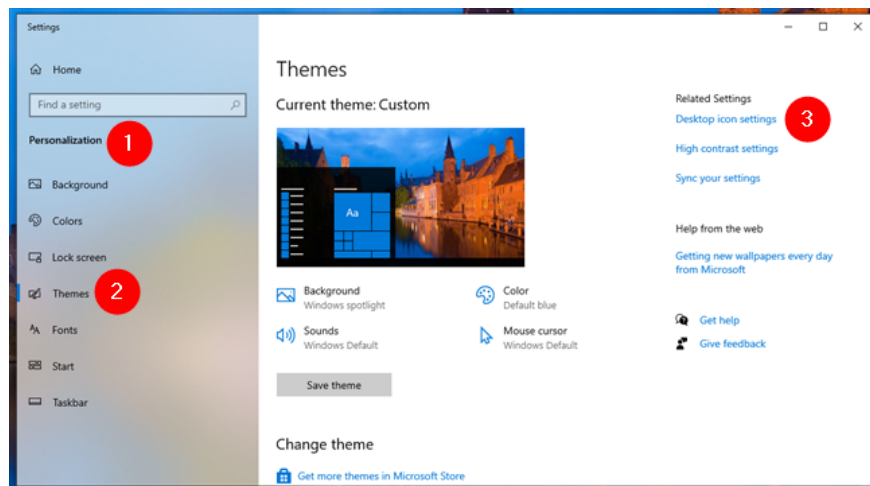 Settings
Home
Find a setting
Personalization
1
Background
Colors
Lock screen
Themes
2
Fonts
Start
Taskbar
Themes
Current theme: Custom
Aa
Background
Windows spotlight
Color
Default blue
Sounds
Windows Default
Mouse cursor
Windows Default
Save theme
Change theme
Get more themes in Microsoft Store
Related Settings
Desktop icon settings
3
High contrast settings
Sync your settings
Help from the web
Getting new wallpapers every day
from Microsoft
Get help
Give feedback